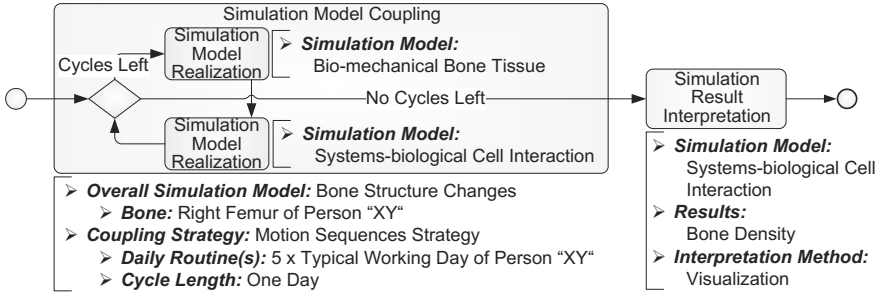 Simulation Model Coupling
Cycles Left
Simulation
Model
Realization
➢ Simulation Model:
Bio-mechanical Bone Tissue
No Cycles Left
Simulation
Model
Realization
➢ Simulation Model:
Systems-biological Cell Interaction
➢ Overall Simulation Model: Bone Structure Changes
➢ Bone: Right Femur of Person “XY“
➢ Coupling Strategy: Motion Sequences Strategy
➢ Daily Routine(s): 5 x Typical Working Day of Person “XY“
➢ Cycle Length: One Day
Simulation
Result
Interpretation
➢ Simulation Model:
Systems-biological Cell
Interaction
➢ Results:
Bone Density
➢ Interpretation Method:
Visualization